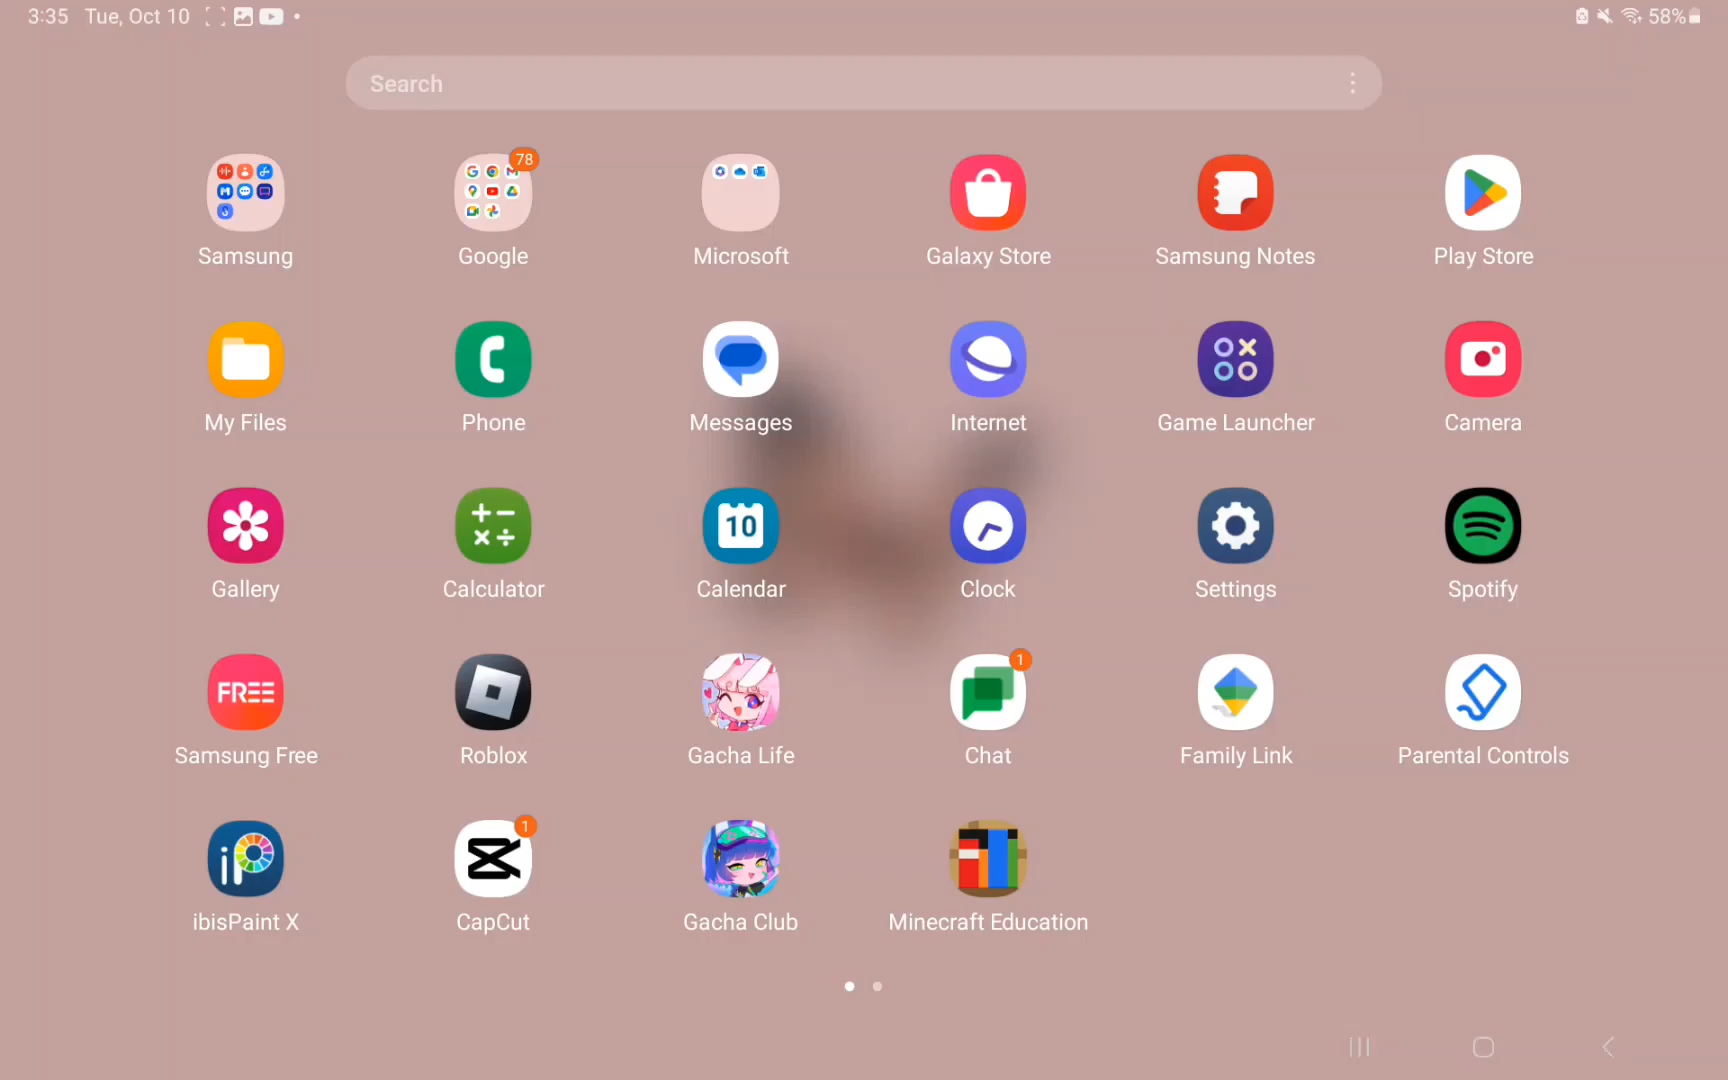 3:35 Tue, Oct 10 58%
Search
78
Samsung Google Microsoft Galaxy Store Samsung Notes Play Store
My Files Phone Messages Internet Game Launcher Camera
10
Gallery Calculator Calendar Clock Settings Spotify
FREE 1
Samsung Free Roblox Gacha Life Chat Family Link Parental Controls
iP 1
ibisPaint X CapCut Gacha Club Minecraft Education